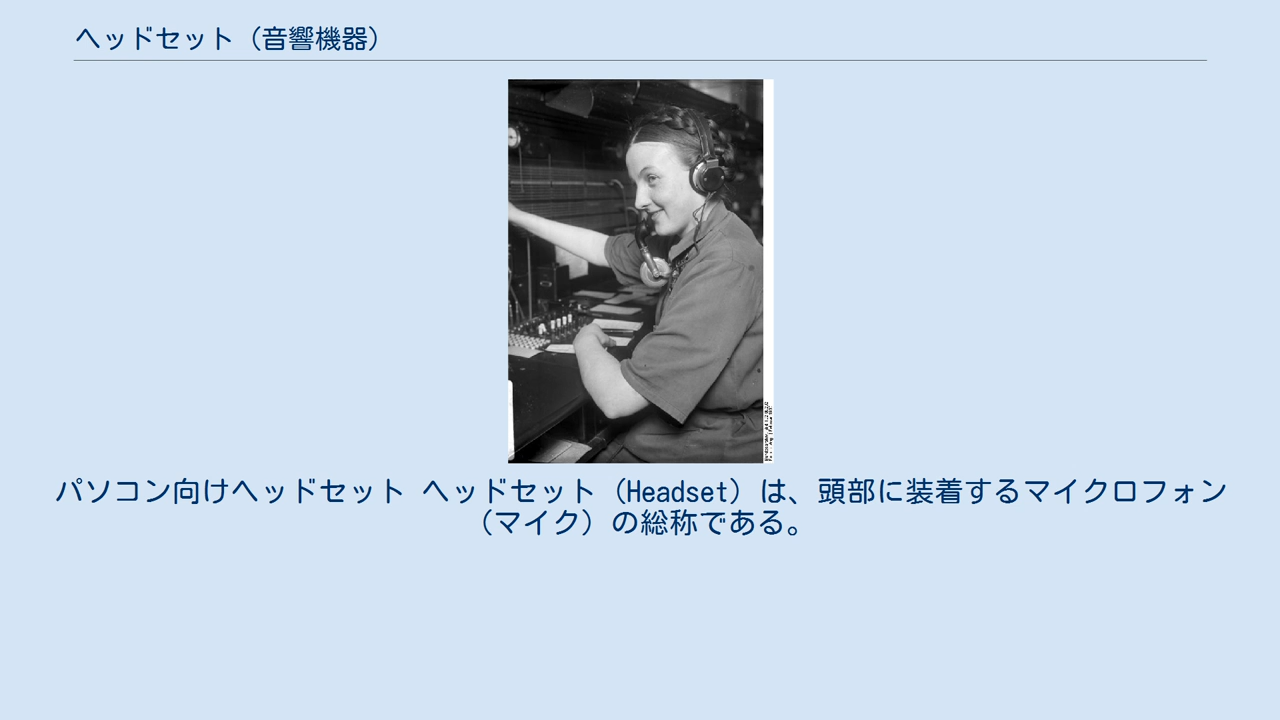 ヘッドセット（音響機器）
パソコン向けヘッドセット ヘッドセット（Headset）は、頭部に装着するマイクロフォン
（マイク）の総称である。